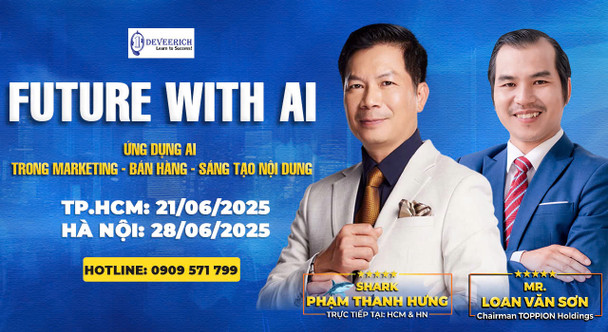 DEVEERICH
Learn to Success!
FUTURE WITH AI
ỨNG DỤNG AI
TRONG MARKETING - BÁN HÀNG - SÁNG TẠO NỘI DUNG
TP.HCM: 21/06/2025
HÀ NỘI: 28/06/2025
HOTLINE: 0909 571 799
SHARK
PHẠM THANH HƯNG
TRỰC TIẾP TẠI: HCM & HN
MR.
LOAN VĂN SƠN
Chairman TOPPION Holdings